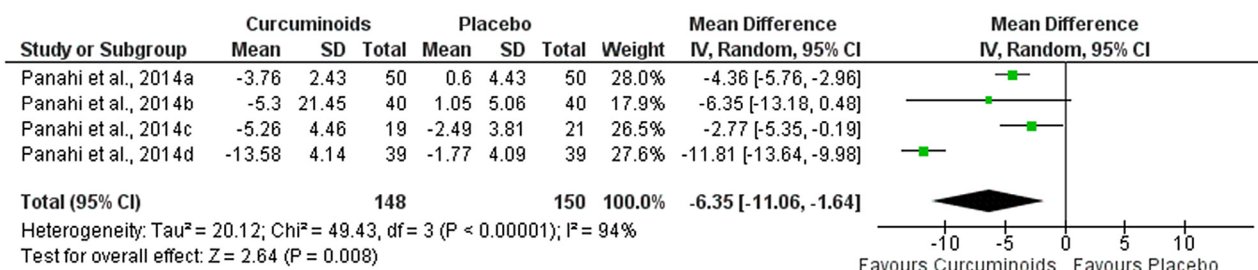 Curcuminoids Placebo Mean Difference Mean Difference
Study or Subgroup Mean SD Total Mean SD Total Weight IV, Random, 95% CI IV, Random, 95% CI
Panahi et al., 2014a -3.76 2.43 50 0.6 4.43 50 28.0% -4.36 [-5.76, -2.96]
Panahi et al., 2014b -5.3 21.45 40 1.05 5.06 40 17.9% -6.35 [-13.18, 0.48]
Panahi et al., 2014c -5.26 4.46 19 -2.49 3.81 21 26.5% -2.77 [-5.35, -0.19]
Panahi et al., 2014d -13.58 4.14 39 -1.77 4.09 39 27.6% -11.81 [-13.64, -9.98]
Total (95% CI) 148 150 100.0% -6.35 [-11.06, -1.64]
Heterogeneity: Tau² = 20.12; Chi² = 49.43, df = 3 (P < 0.00001); I² = 94%
Test for overall effect: Z = 2.64 (P = 0.008)
-10 -5 0 5 10
Favours Curcuminoids Favours Placebo